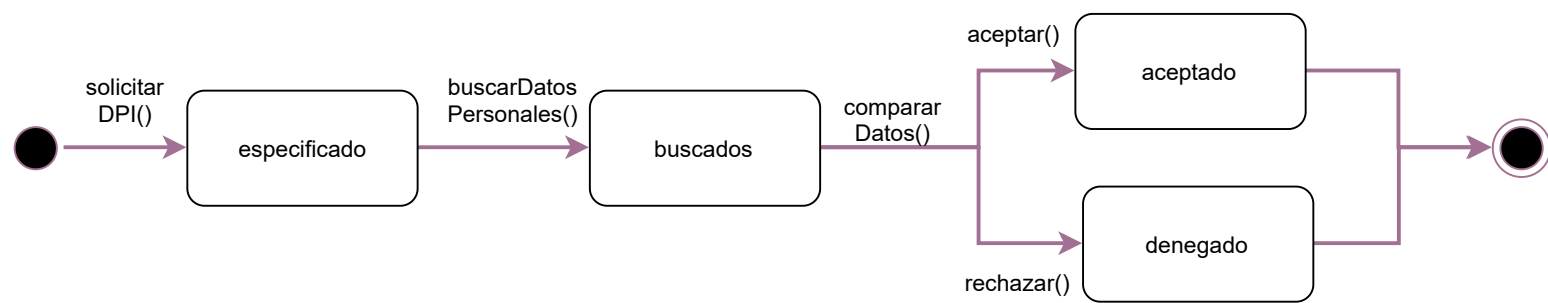 solicitar
DPI()
especificado
buscarDatos
Personales()
buscados
comparar
Datos()
aceptar()
aceptado
rechazar()
denegado